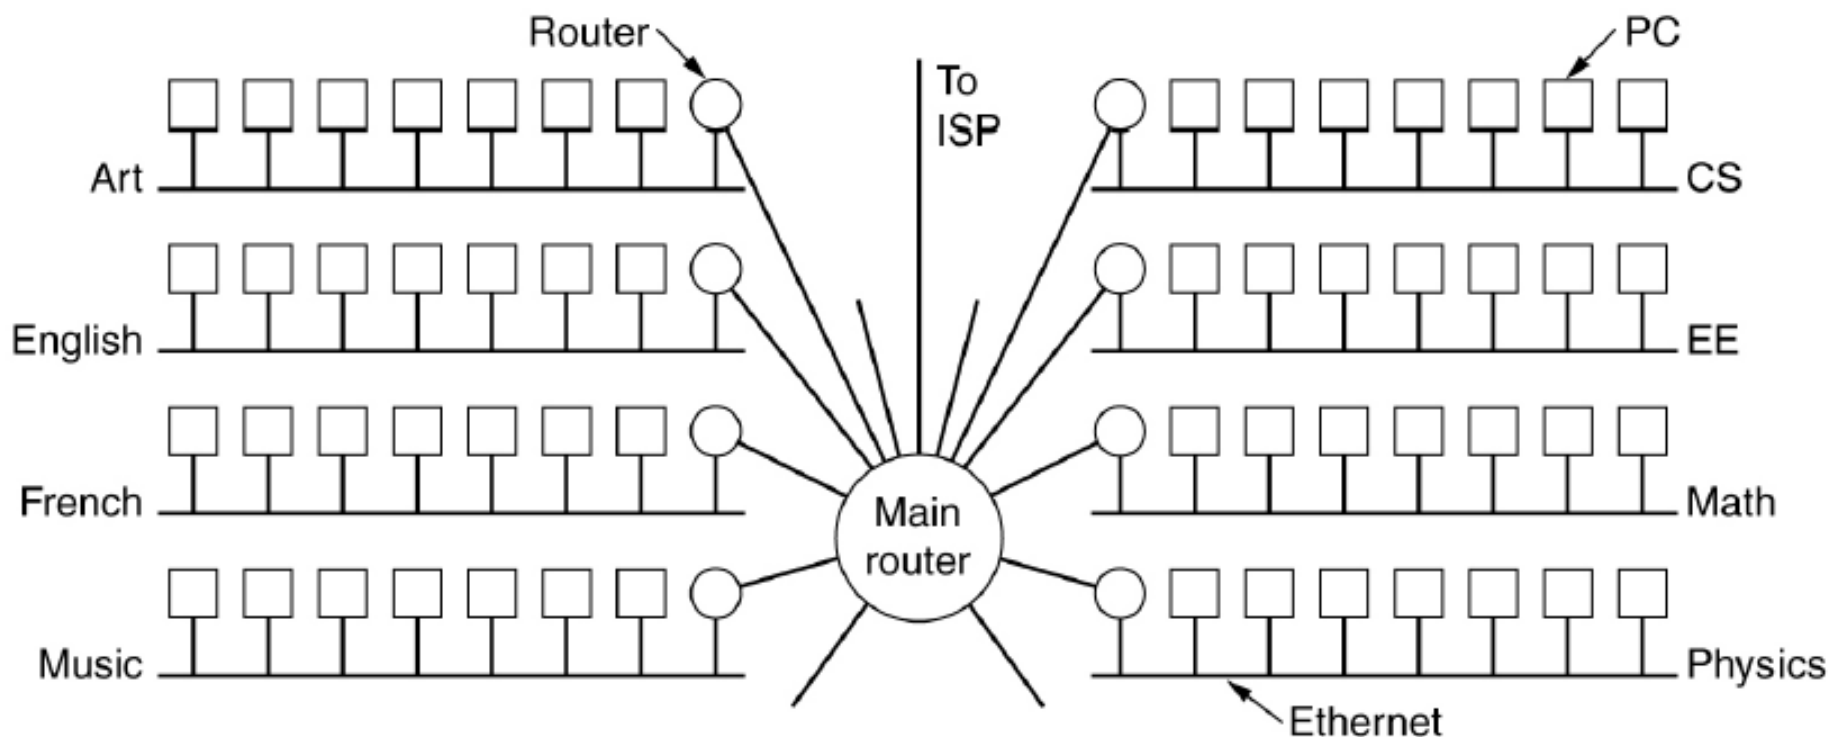 Router
PC
To
ISP
Art
CS
English
EE
French
Math
Main
router
Music
Physics
Ethernet